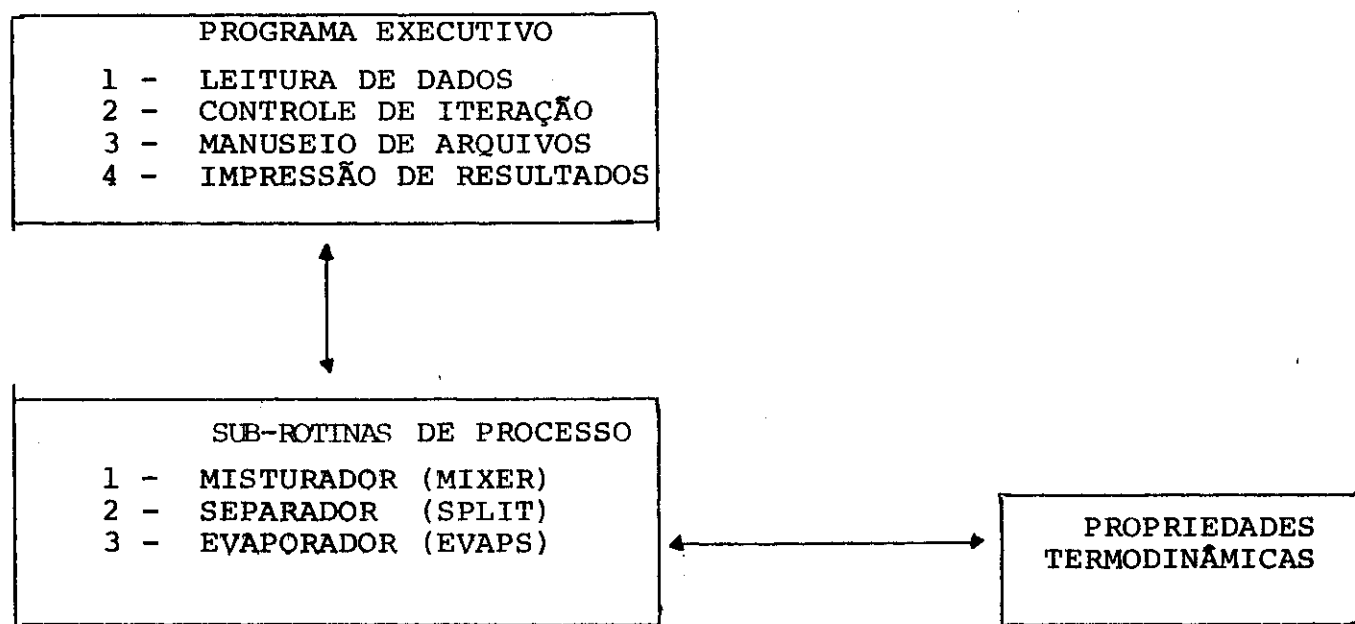 PROGRAMA EXECUTIVO
1 - LEITURA DE DADOS
2 - CONTROLE DE ITERAÇÃO
3 - MANUSEIO DE ARQUIVOS
4 - IMPRESSÃO DE RESULTADOS
SUB-ROTINAS DE PROCESSO
1 - MISTURADOR (MIXER)
2 - SEPARADOR (SPLIT)
3 - EVAPORADOR (EVAPS)
PROPRIEDADES
TERMODINÂMICAS